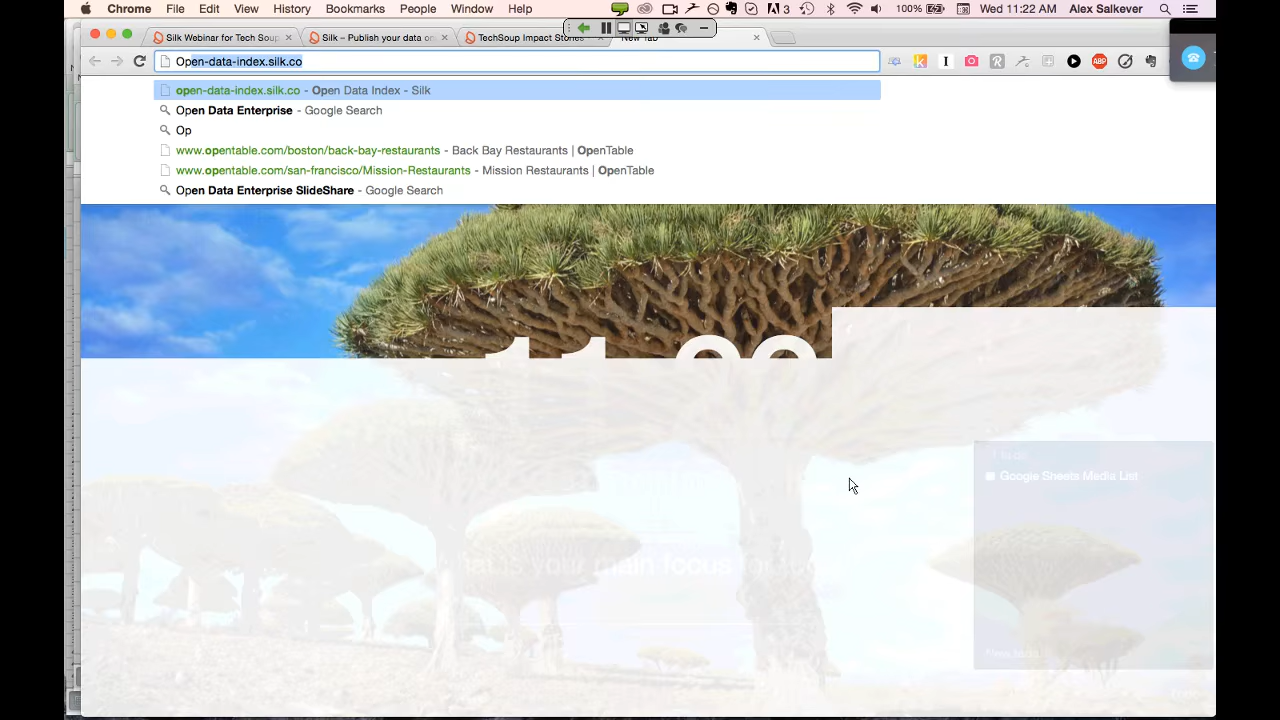 Chrome File Edit Silk View History Bookmarks People Window Help 3 100% Wed 11:22 AM Alex Salkever
Silk Webinar for Tech Soup Silk – Publish your data on TechSoup Impact Stories New Tab
Open-data-index.silk.co
open-data-index.silk.co - Open Data Index - Silk
Open Data Enterprise - Google Search
Op
www.opentable.com/boston/back-bay-restaurants - Back Bay Restaurants | OpenTable
www.opentable.com/san-francisco/Mission-Restaurants - Mission Restaurants | OpenTable
Open Data Enterprise SlideShare - Google Search
Google Sheets Media List
your main focus